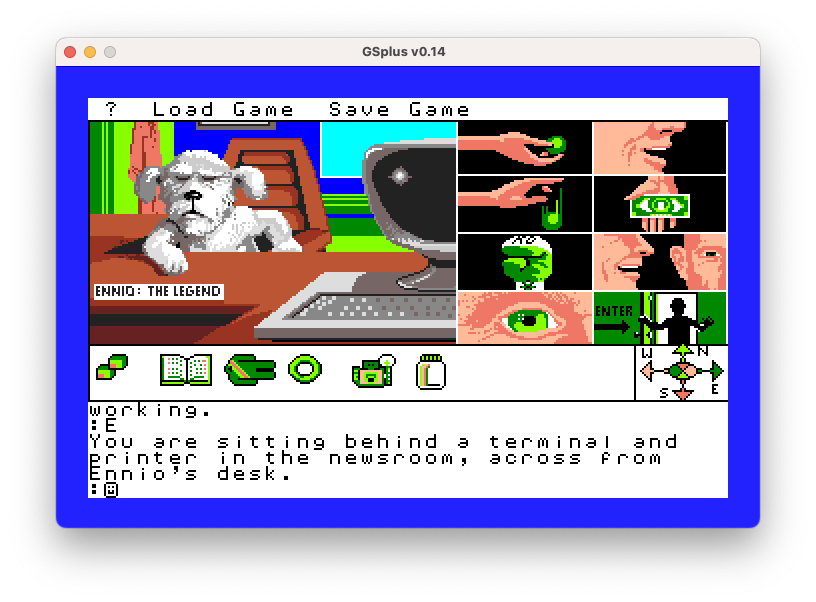 GSplus v0.14
? Load Game Save Game
ENNIO: THE LEGEND
ENTER
W N
S E
working.
:E
You are sitting behind a terminal and
printer in the newsroom, across from
Ennio's desk.
: